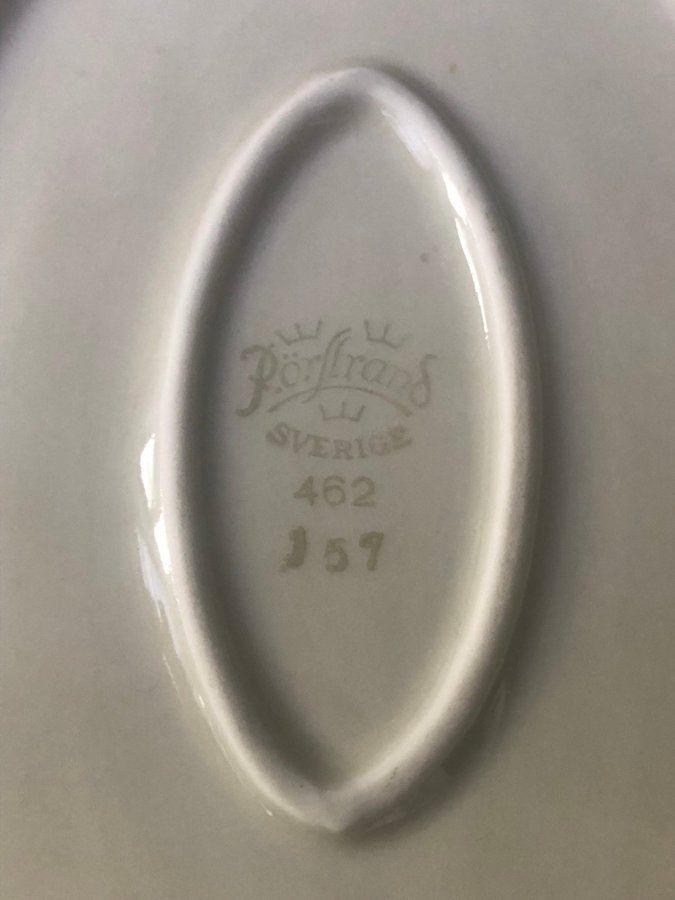 Rörstrand
SVERIGE
462
157